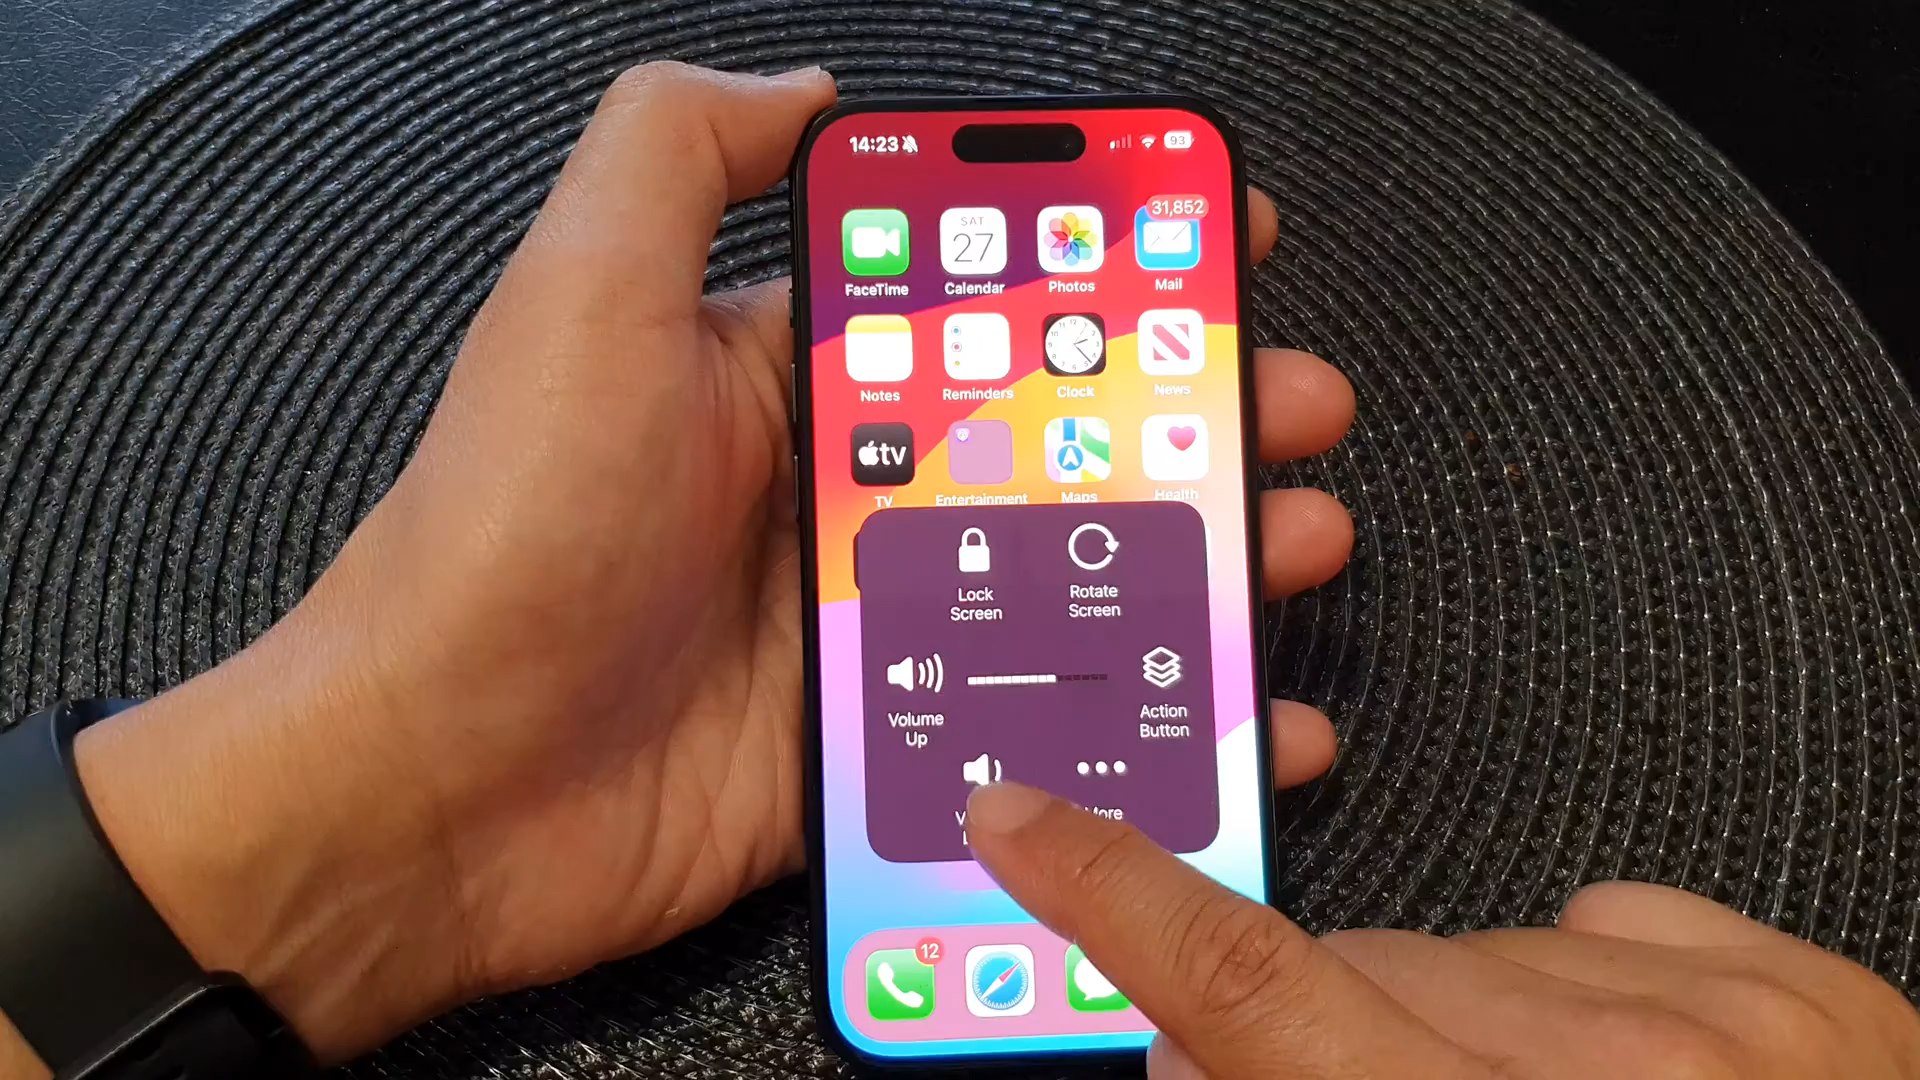 14:23
93
31,852
SAT
27
FaceTime
Calendar
Photos
Mail
Notes
Reminders
Clock
News
tv
TV
Entertainment
Maps
Health
Lock
Screen
Rotate
Screen
Volume
Up
Action
Button
More
12